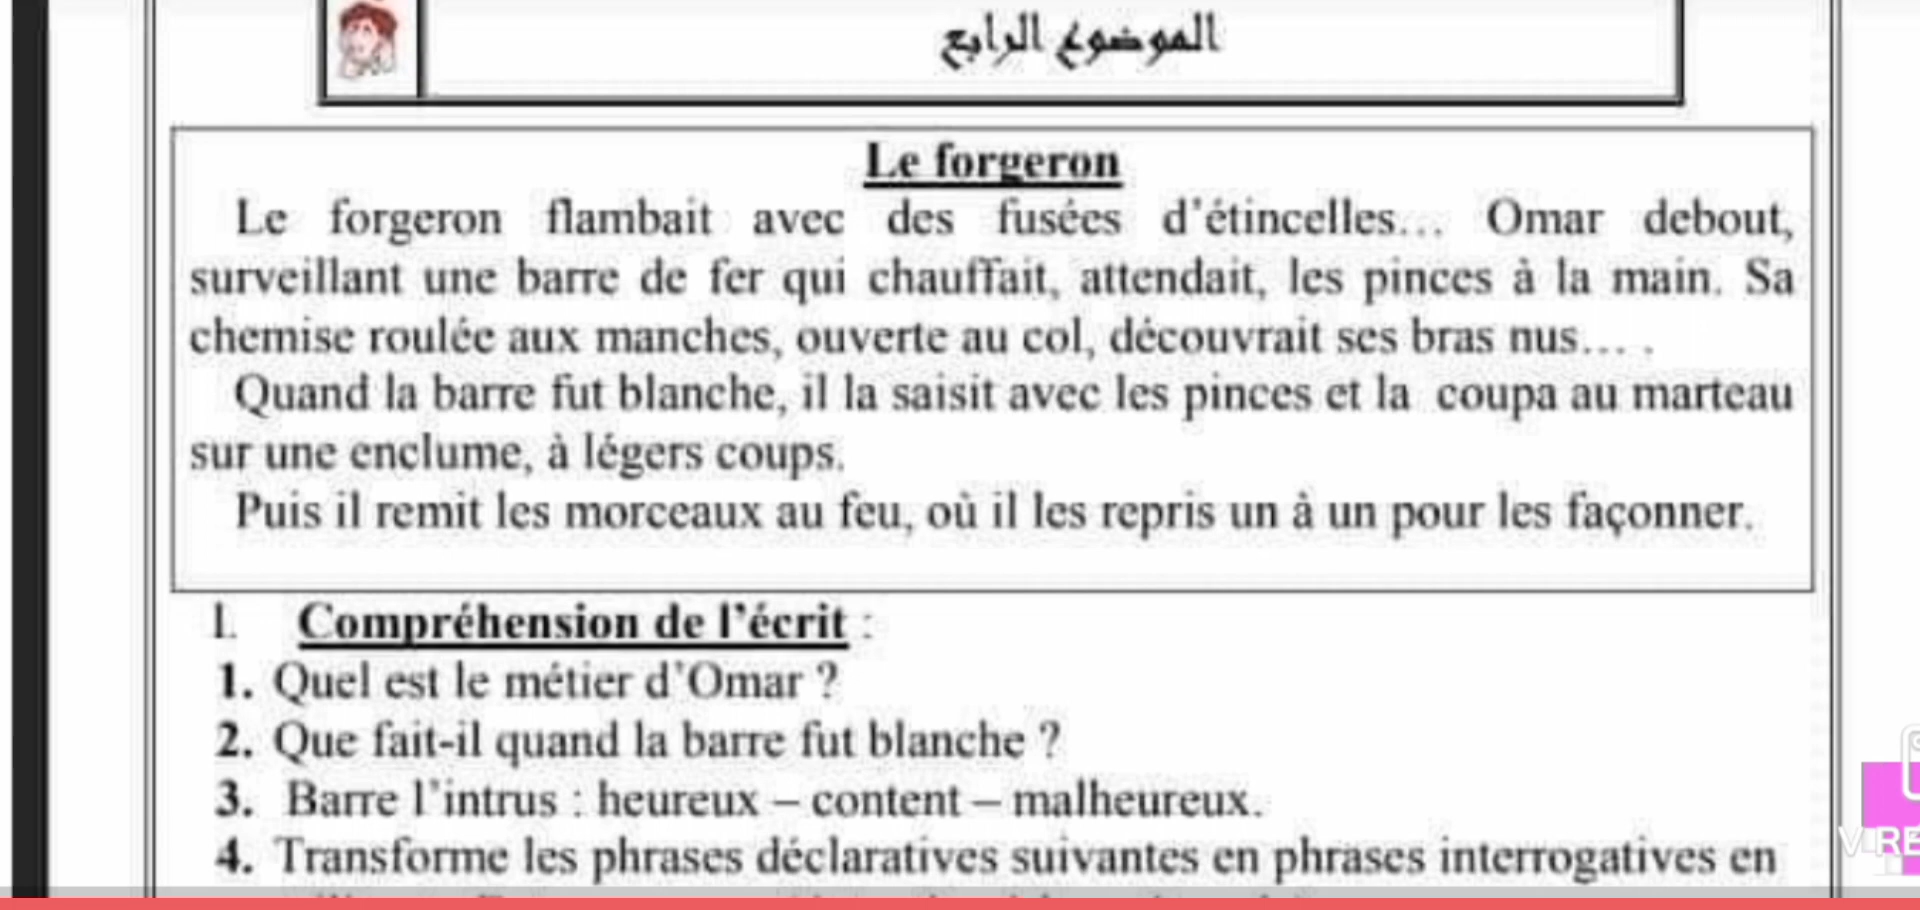 الموضوع الرابع
Le forgeron
Le forgeron flambait avec des fusées d'étincelles... Omar debout,
surveillant une barre de fer qui chauffait, attendait, les pinces à la main. Sa
chemise roulée aux manches, ouverte au col, découvrait ses bras nus... .
Quand la barre fut blanche, il la saisit avec les pinces et la coupa au marteau
sur une enclume, à légers coups.
Puis il remit les morceaux au feu, où il les repris un à un pour les façonner.
I. Compréhension de l'écrit :
1. Quel est le métier d'Omar ?
2. Que fait-il quand la barre fut blanche ?
3. Barre l'intrus : heureux – content – malheureux.
4. Transforme les phrases déclaratives suivantes en phrases interrogatives en